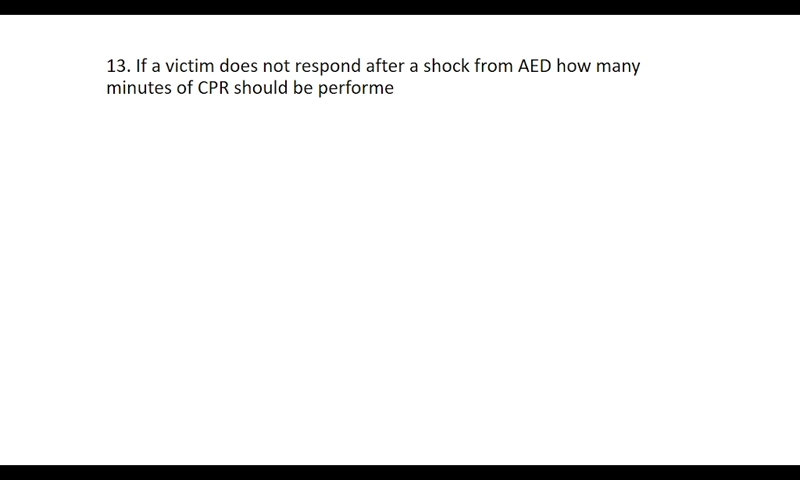 13. If a victim does not respond after a shock from AED how many
minutes of CPR should be performe